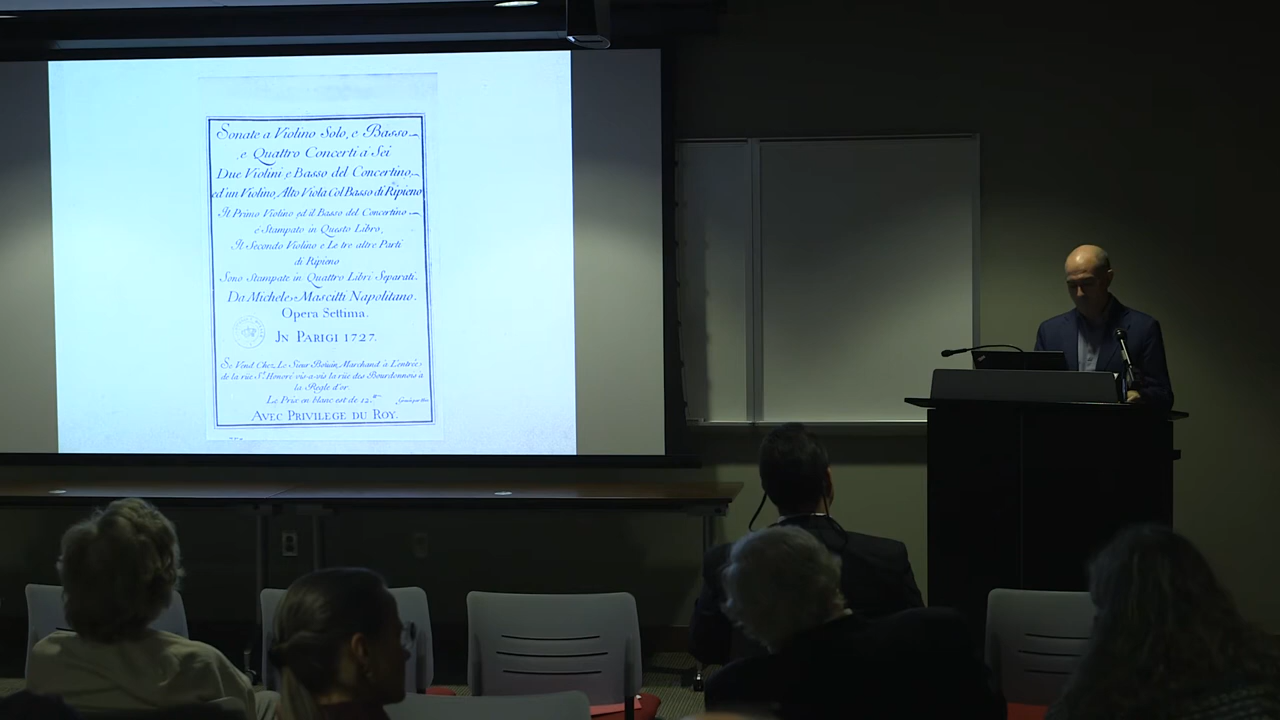 Sonate a Violino Solo, e Basso
e Quattro Concerti à Sei
Due Violini e Basso del Concertino,
ed'un Violino, Alto Viola Col Basso di Ripieno
Il Primo Violino ed il Basso del Concertino
é Stampato in Questo Libro,
Il Secondo Violino e Le tre altre Parti
di Ripieno
Sono Stampate in Quattro Libri Separati.
Da Michele Mascitti Napolitano.
Opera Settima.
JN PARIGI 1727.
Se Vend Chez Le Sieur Boivin Marchand à L'entrée
de la rüe St. Honoré vis-a-vis la rüe des Bourdonnois à
la Regle d'or.
Le Prix en blanc est de 12.
AVEC PRIVILEGE DU ROY.